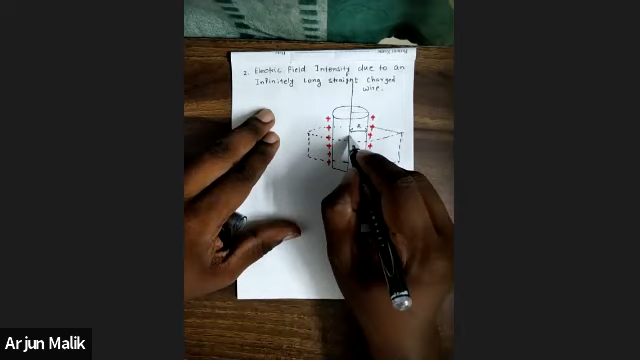 2. Electric Field Intensity due to an
Infinitely Long straight charged
wire.
Arjun Malik